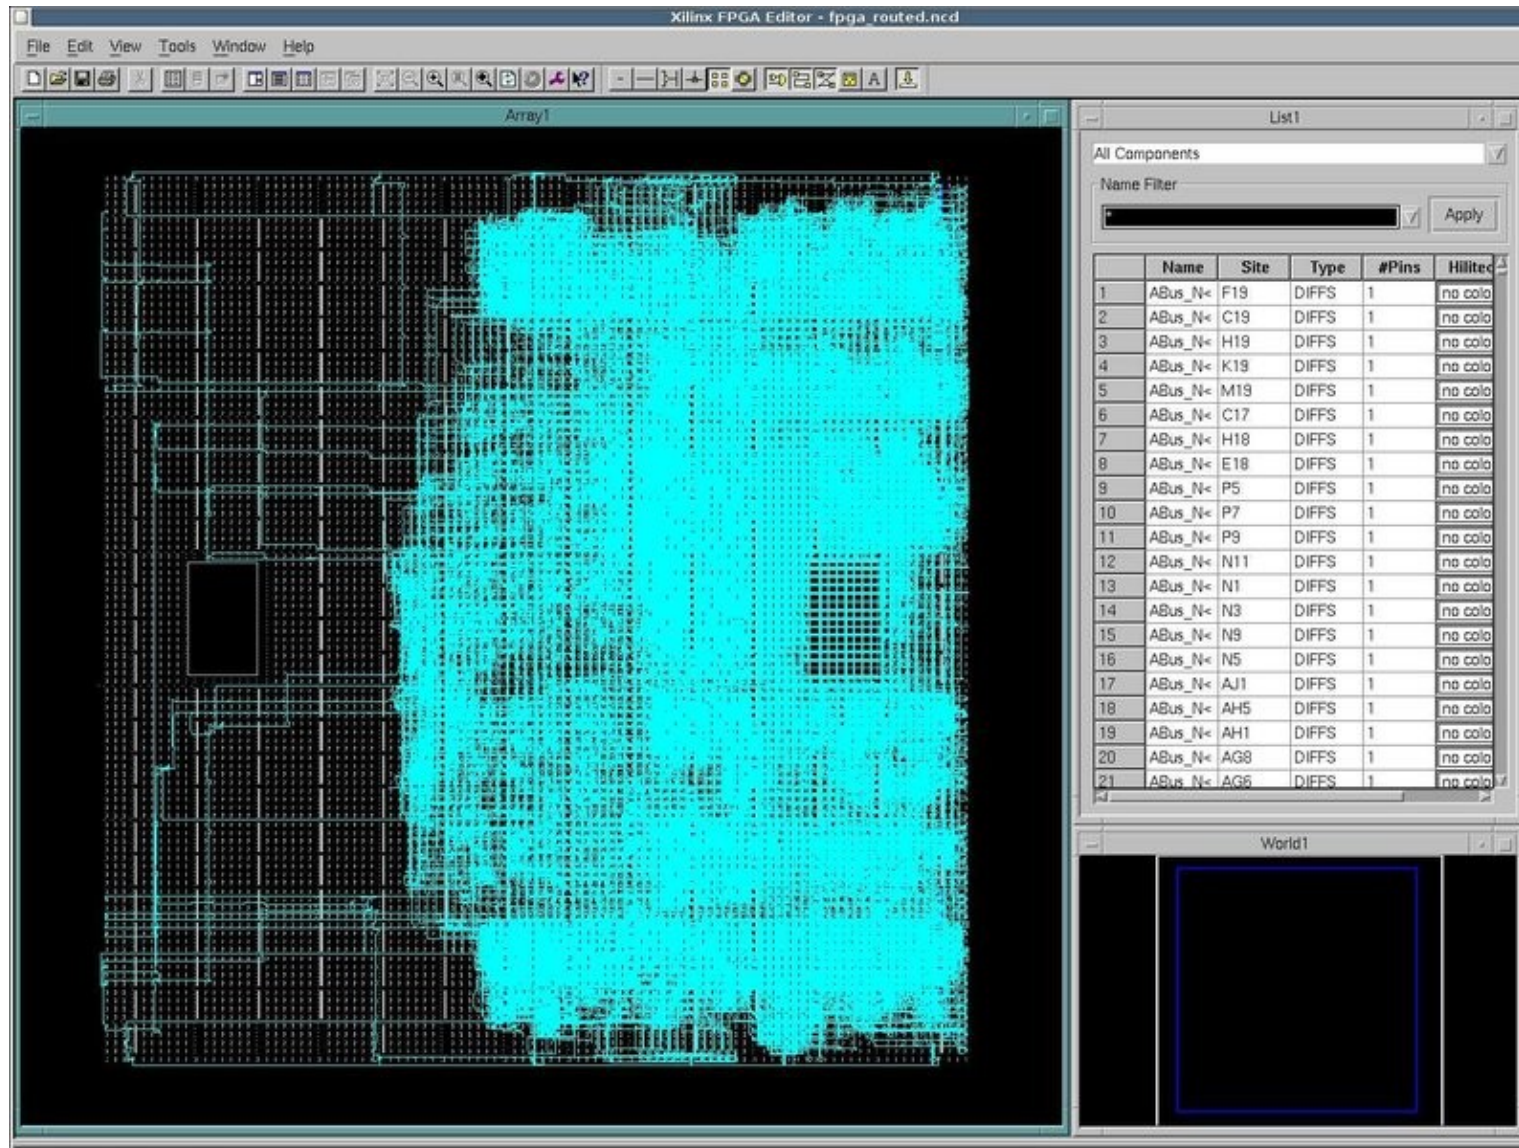 Xilinx FPGA Editor - fpga_routed.ncd
File Edit View Tools Window Help
A
Array1
List1
All Components
Name Filter
*
Apply
Name Site Type #Pins Hilitec
1 ABus_N< F19 DIFFS 1 no colo
2 ABus_N< C19 DIFFS 1 no colo
3 ABus_N< H19 DIFFS 1 no colo
4 ABus_N< K19 DIFFS 1 no colo
5 ABus_N< M19 DIFFS 1 no colo
6 ABus_N< C17 DIFFS 1 no colo
7 ABus_N< H18 DIFFS 1 no colo
8 ABus_N< E18 DIFFS 1 no colo
9 ABus_N< P5 DIFFS 1 no colo
10 ABus_N< P7 DIFFS 1 no colo
11 ABus_N< P9 DIFFS 1 no colo
12 ABus_N< N11 DIFFS 1 no colo
13 ABus_N< N1 DIFFS 1 no colo
14 ABus_N< N3 DIFFS 1 no colo
15 ABus_N< N9 DIFFS 1 no colo
16 ABus_N< N5 DIFFS 1 no colo
17 ABus_N< AJ1 DIFFS 1 no colo
18 ABus_N< AH5 DIFFS 1 no colo
19 ABus_N< AH1 DIFFS 1 no colo
20 ABus_N< AG8 DIFFS 1 no colo
21 ABus_N< AG6 DIFFS 1 no colo
World1